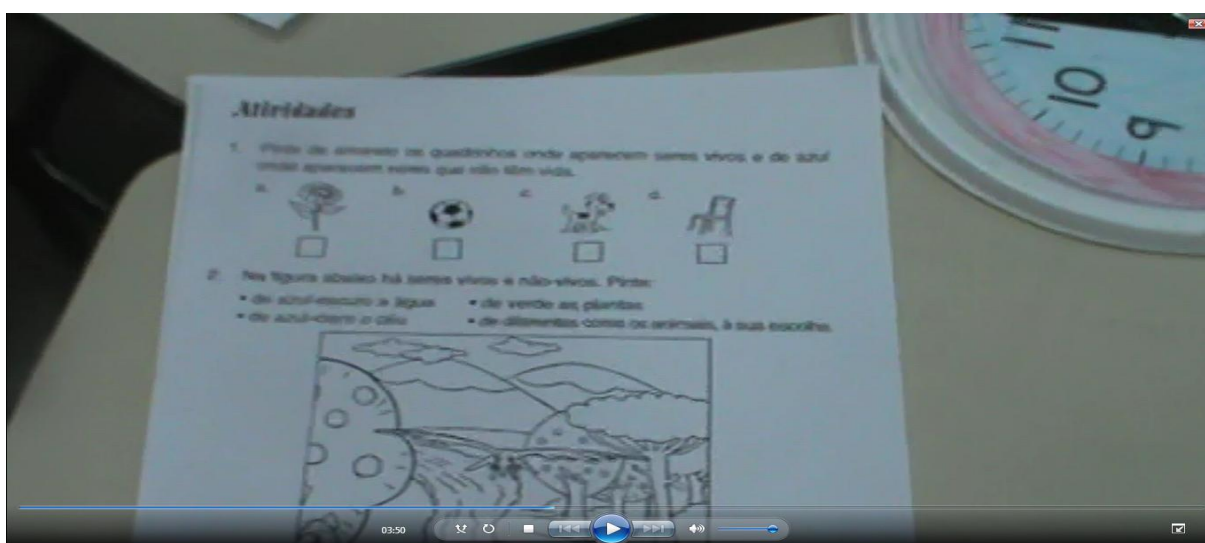 Atividades
1. Pinte de amarelo os quadrinhos onde aparecem seres vivos e de azul
onde aparecem seres que não têm vida.
a. b. c. d.
2. Na figura abaixo há seres vivos e não-vivos. Pinte:
• de azul-escuro a água • de verde as plantas
• de azul-claro o céu • de diferentes cores os animais, à sua escolha.
11
10
9
03:50